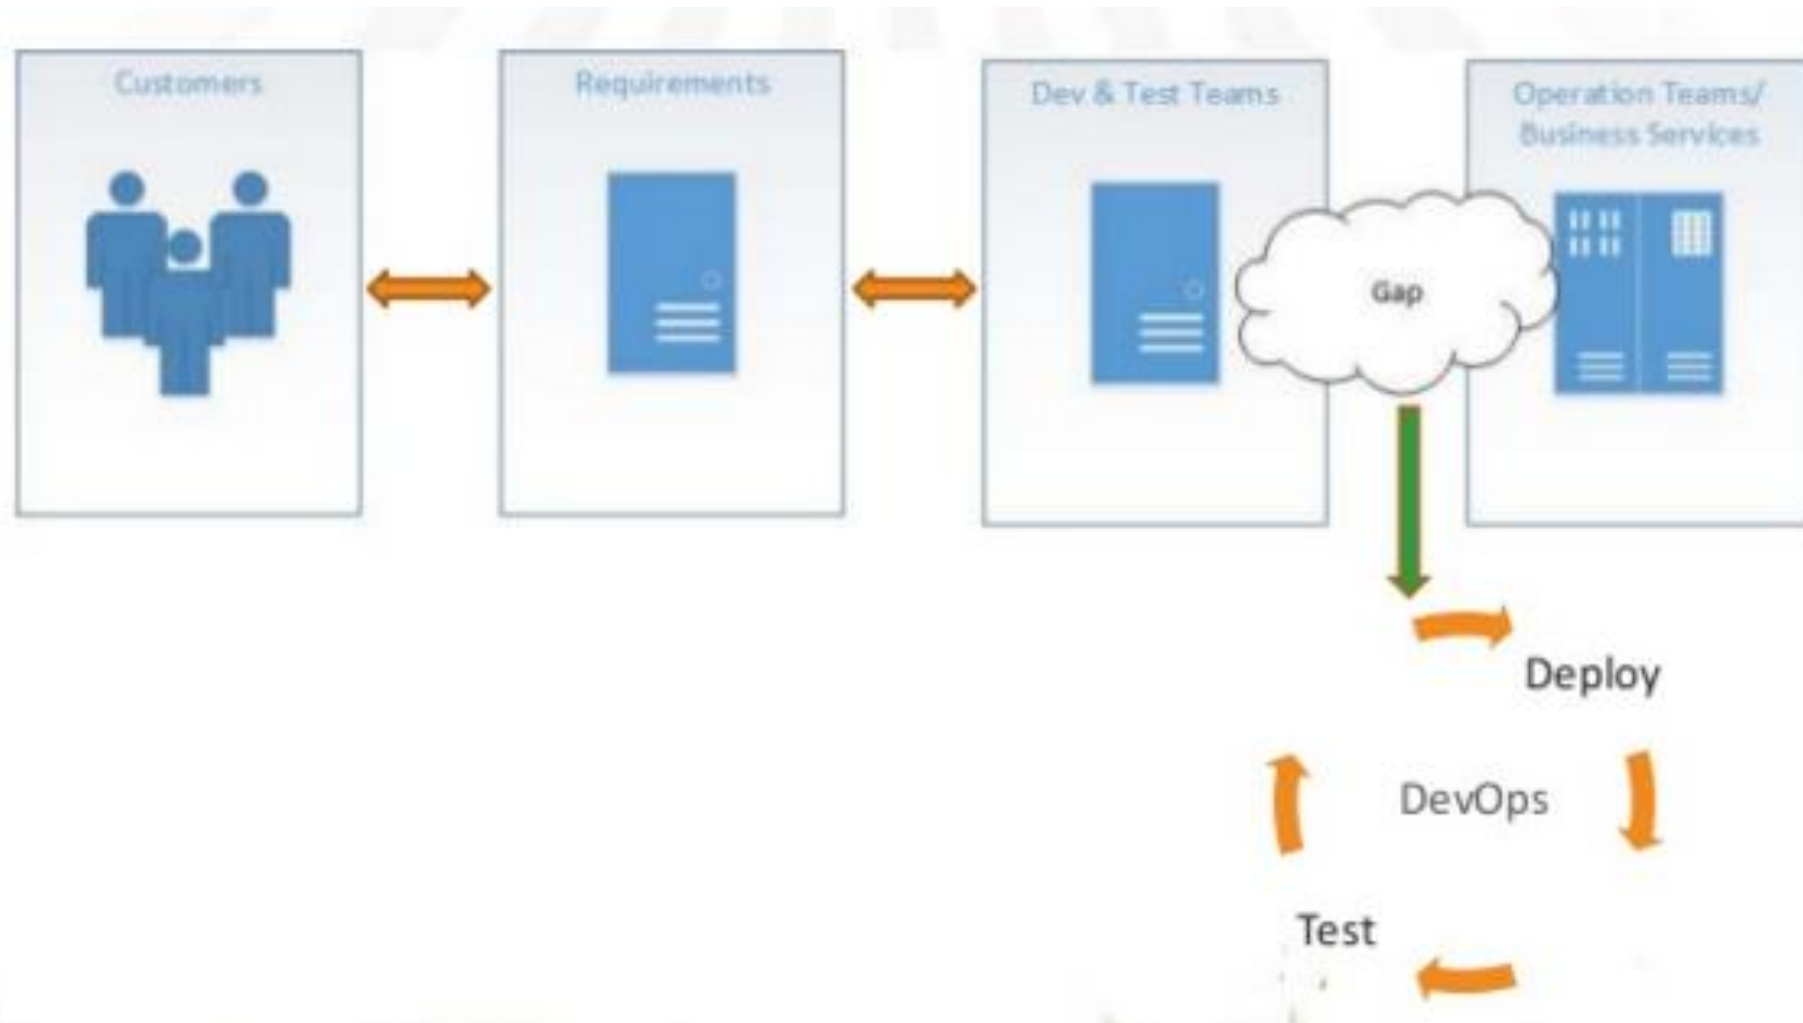 Customers
Requirements
Dev & Test Teams
Operation Teams/
Business Services
Gap
Deploy
DevOps
Test